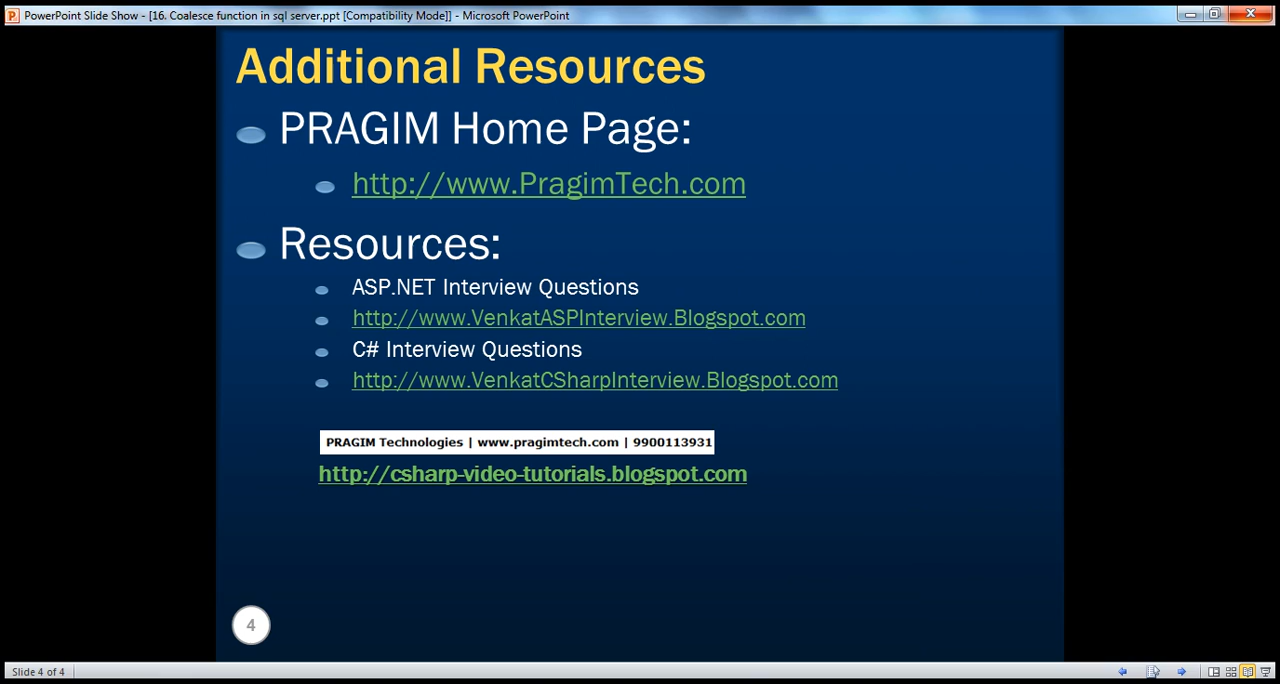 PowerPoint Slide Show - [16. Coalesce function in sql server.ppt [Compatibility Mode]] - Microsoft PowerPoint
Additional Resources
PRAGIM Home Page:
http://www.PragimTech.com
Resources:
ASP.NET Interview Questions
http://www.VenkatASPInterview.Blogspot.com
C# Interview Questions
http://www.VenkatCSharpInterview.Blogspot.com
PRAGIM Technologies | www.pragimtech.com | 9900113931
http://csharp-video-tutorials.blogspot.com
4
Slide 4 of 4